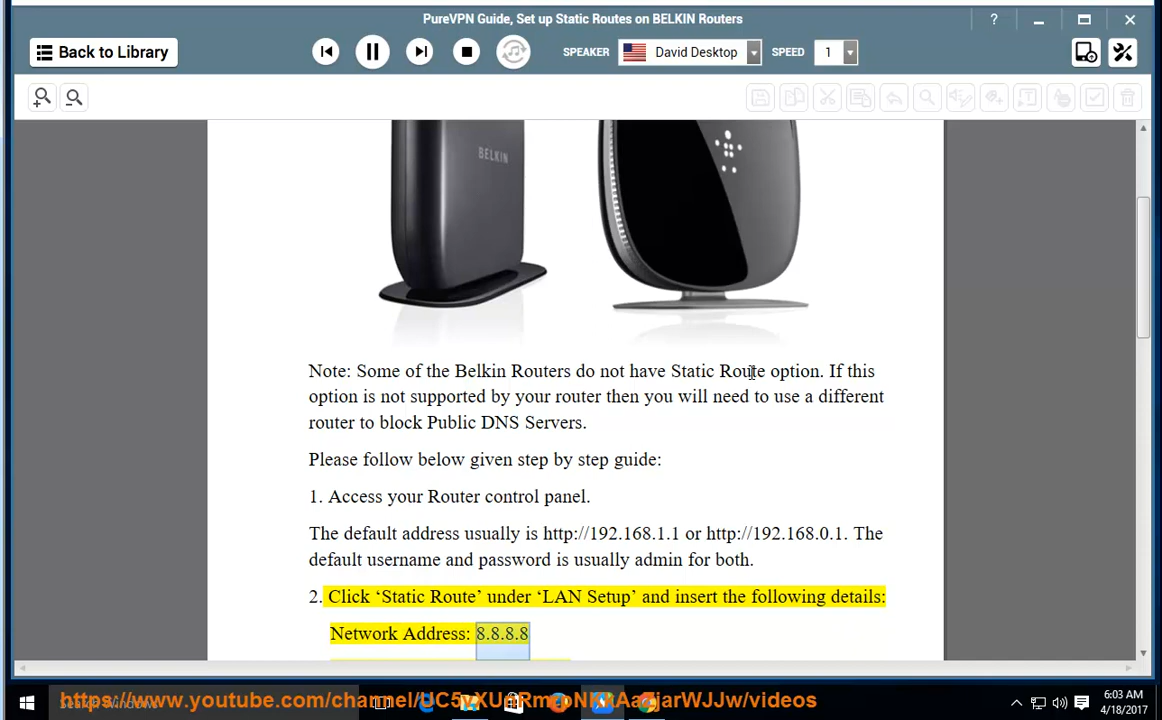 PureVPN Guide, Set up Static Routes on BELKIN Routers
Back to Library
SPEAKER
David Desktop
SPEED
1
BELKIN
Note: Some of the Belkin Routers do not have Static Route option. If this
option is not supported by your router then you will need to use a different
router to block Public DNS Servers.
Please follow below given step by step guide:
1. Access your Router control panel.
The default address usually is http://192.168.1.1 or http://192.168.0.1. The
default username and password is usually admin for both.
2. Click ‘Static Route’ under ‘LAN Setup’ and insert the following details:
Network Address: 8.8.8.8
Search Windows
6:03 AM
4/18/2017